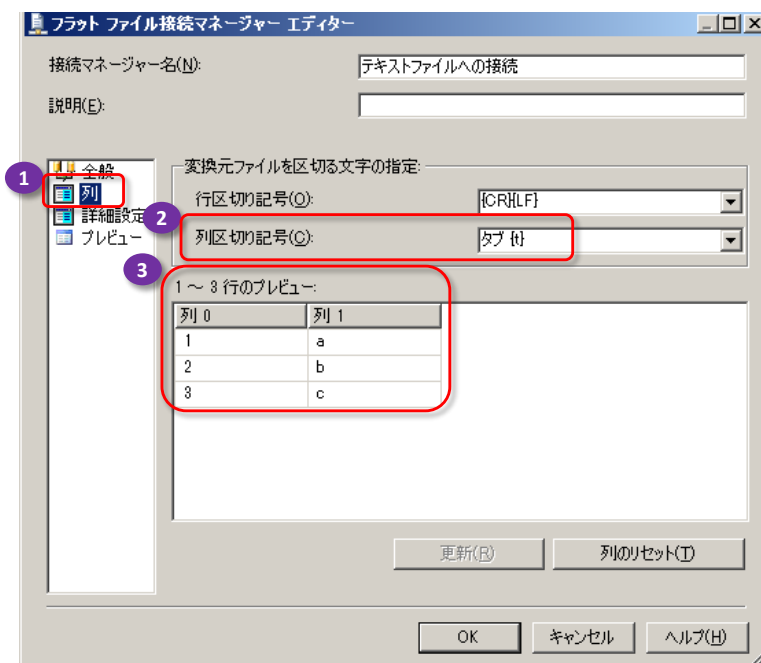 フラット ファイル接続マネージャー エディター
接続マネージャー名(N):
テキストファイルへの接続
説明(E):
1
全般
列
詳細設定
プレビュー
変換元ファイルを区切る文字の指定:
行区切り記号(O):
{CR}{LF}
2
列区切り記号(C):
タブ {t}
3
1 ～ 3 行のプレビュー:
列 0 列 1
1 a
2 b
3 c
更新(R)
列のリセット(T)
OK
キャンセル
ヘルプ(H)